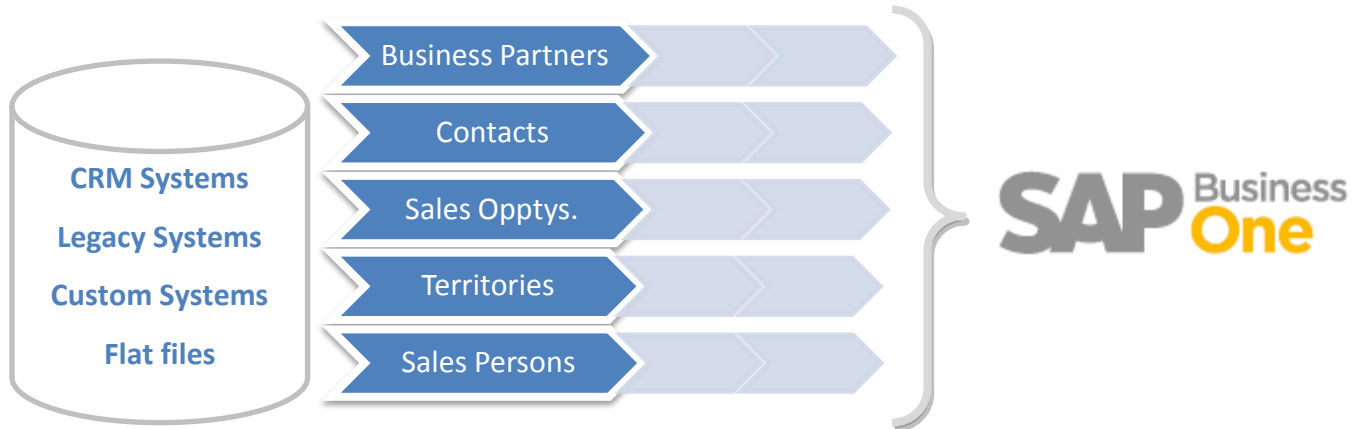 CRM Systems
Legacy Systems
Custom Systems
Flat files
Business Partners
Contacts
Sales Opptys.
Territories
Sales Persons
SAP Business
One